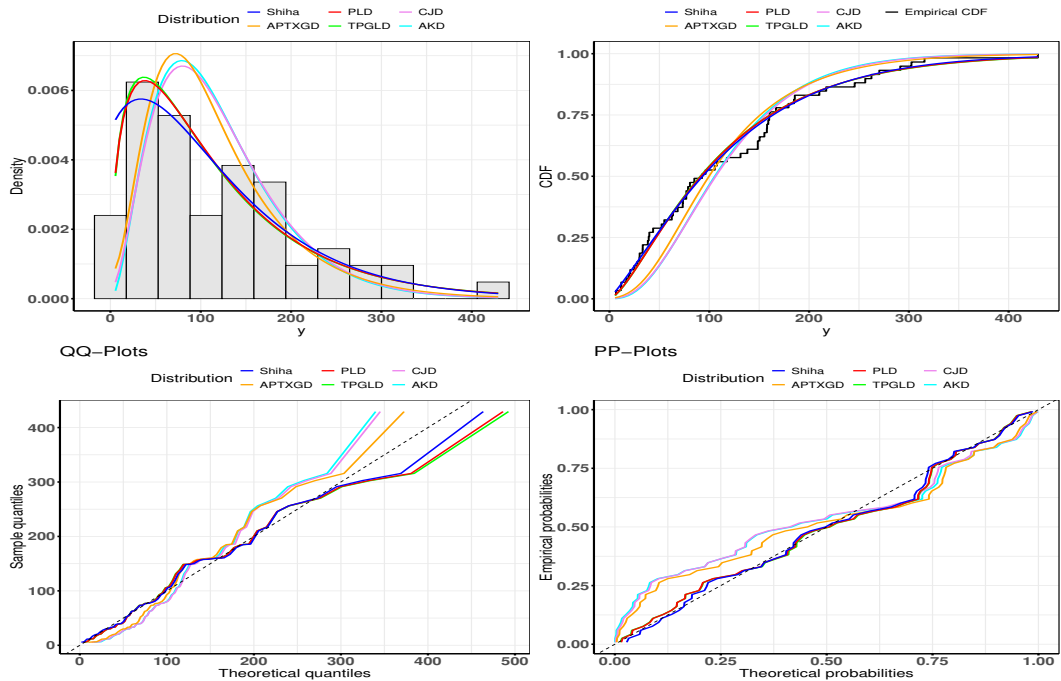 Distribution
Shiha PLD CJD
APTXGD TPGLD AKD
Density
0.006
0.004
0.002
0.000
0 100 200 300 400
y
Shiha PLD CJD Empirical CDF
APTXGD TPGLD AKD
CDF
1.00
0.75
0.50
0.25
0.00
0 100 200 300 400
y
QQ−Plots
Distribution
Shiha PLD CJD
APTXGD TPGLD AKD
Sample quantiles
400
300
200
100
0
0 100 200 300 400 500
Theoretical quantiles
PP−Plots
Distribution
Shiha PLD CJD
APTXGD TPGLD AKD
Empirical probabilities
1.00
0.75
0.50
0.25
0.00
0.00 0.25 0.50 0.75 1.00
Theoretical probabilities